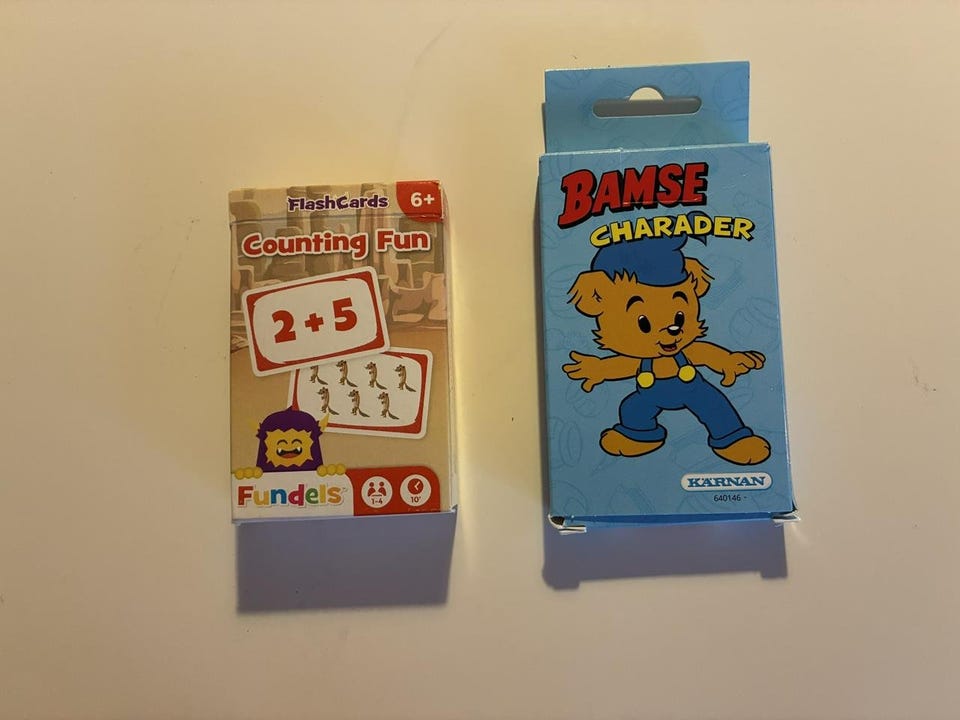 FlashCards
6+
Counting Fun
2 + 5
Fundels
1-4
10'
BAMSE
CHARADER
KÄRNAN
640146 -